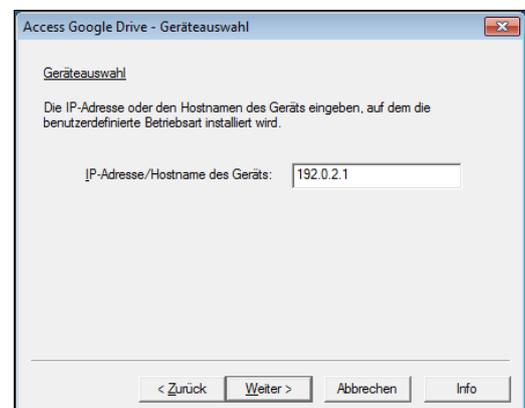 Access Google Drive - Geräteauswahl
Geräteauswahl
Die IP-Adresse oder den Hostnamen des Geräts eingeben, auf dem die
benutzerdefinierte Betriebsart installiert wird.
IP-Adresse/Hostname des Geräts: 192.0.2.1
< Zurück Weiter > Abbrechen Info